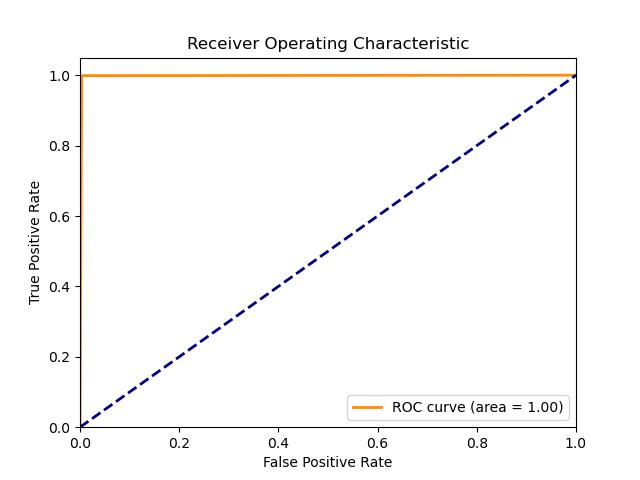 Receiver Operating Characteristic
True Positive Rate
1.0
0.8
0.6
0.4
0.2
0.0
ROC curve (area = 1.00)
0.0 0.2 0.4 0.6 0.8 1.0
False Positive Rate